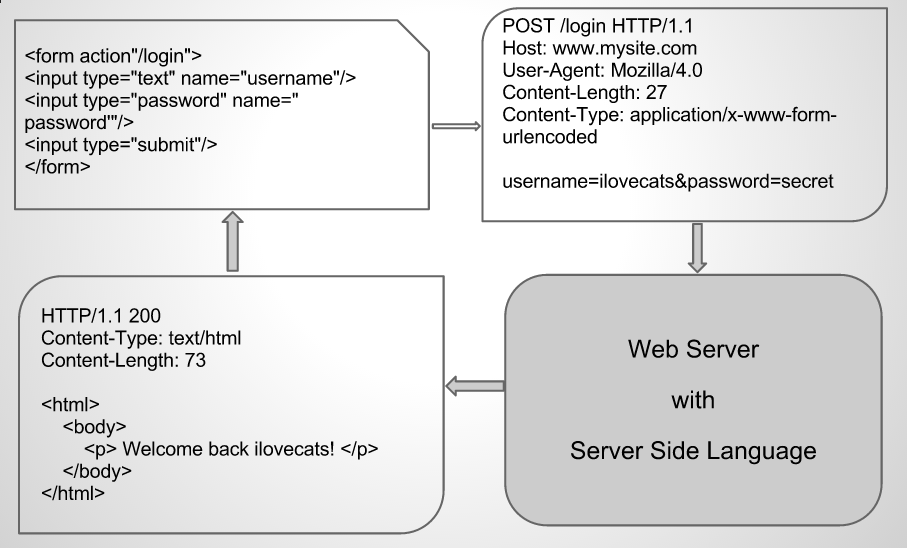 <form action"/login">
<input type="text" name="username"/>
<input type="password" name="
password'"/>
<input type="submit"/>
</form>
POST /login HTTP/1.1
Host: www.mysite.com
User-Agent: Mozilla/4.0
Content-Length: 27
Content-Type: application/x-www-form-
urlencoded
username=ilovecats&password=secret
HTTP/1.1 200
Content-Type: text/html
Content-Length: 73
<html>
<body>
<p> Welcome back ilovecats! </p>
</body>
</html>
Web Server
with
Server Side Language